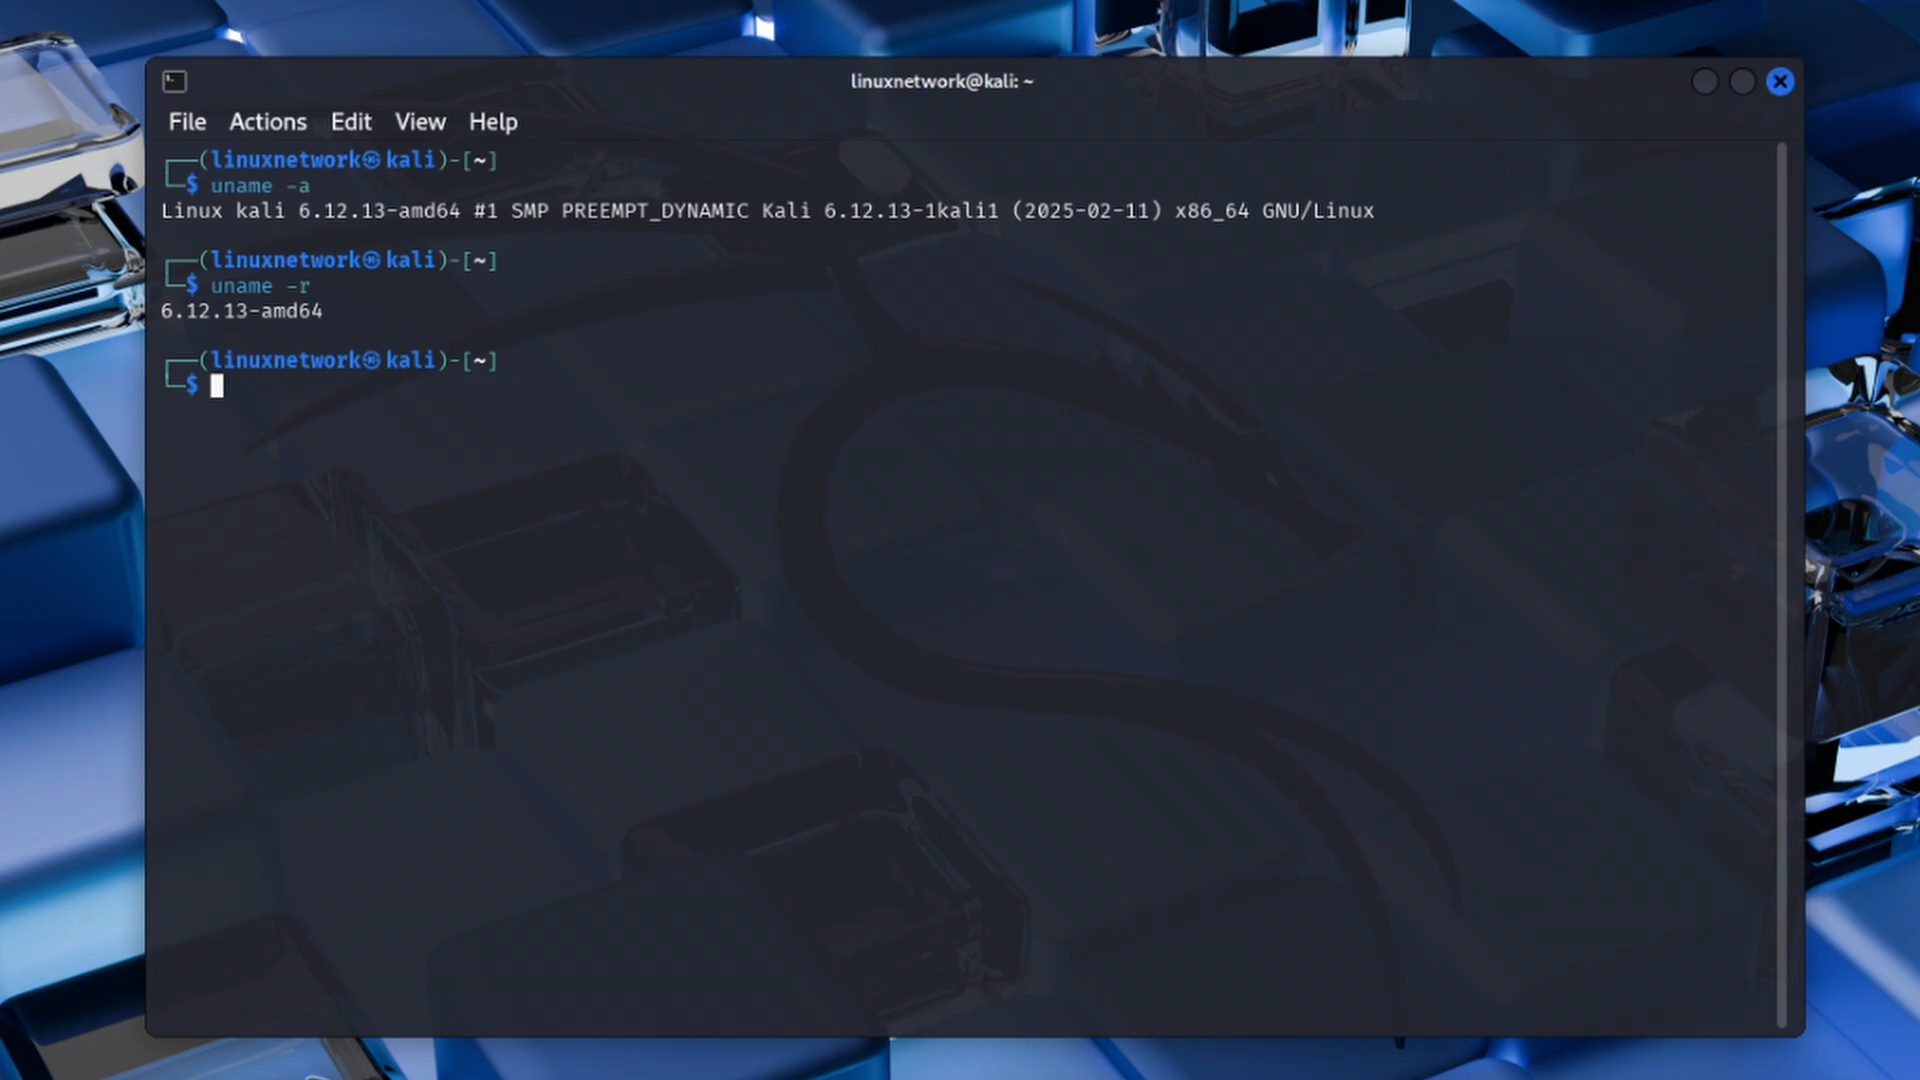 linuxnetwork@kali: ~
File Actions Edit View Help
┌──(linuxnetwork㉿kali)-[~]
└─$ uname -a
Linux kali 6.12.13-amd64 #1 SMP PREEMPT_DYNAMIC Kali 6.12.13-1kali1 (2025-02-11) x86_64 GNU/Linux
┌──(linuxnetwork㉿kali)-[~]
└─$ uname -r
6.12.13-amd64
┌──(linuxnetwork㉿kali)-[~]
└─$